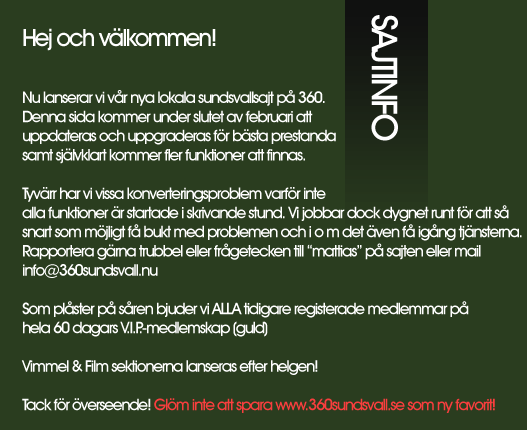 Hej och välkommen!
SAJTINFO
Nu lanserar vi vår nya lokala sundsvallsajt på 360.
Denna sida kommer under slutet av februari att
uppdateras och uppgraderas för bästa prestanda
samt självklart kommer fler funktioner att finnas.
Tyvärr har vi vissa konverteringsproblem varför inte
alla funktioner är startade i skrivande stund. Vi jobbar dock dygnet runt för att så
snart som möjligt få bukt med problemen och i o m det även få igång tjänsterna.
Rapportera gärna trubbel eller frågetecken till "mattias" på sajten eller mail
info@360sundsvall.nu
Som plåster på såren bjuder vi ALLA tidigare registerade medlemmar på
hela 60 dagars V.I.P.-medlemskap (guld)
Vimmel & Film sektionerna lanseras efter helgen!
Tack för överseende! Glöm inte att spara www.360sundsvall.se som ny favorit!